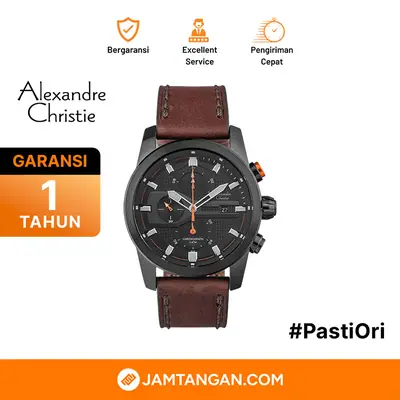 Bergaransi
Excellent
Service
Pengiriman
Cepat
Alexandre
Christie
GARANSI
1
TAHUN
#PastiOri
JAMTANGAN.COM